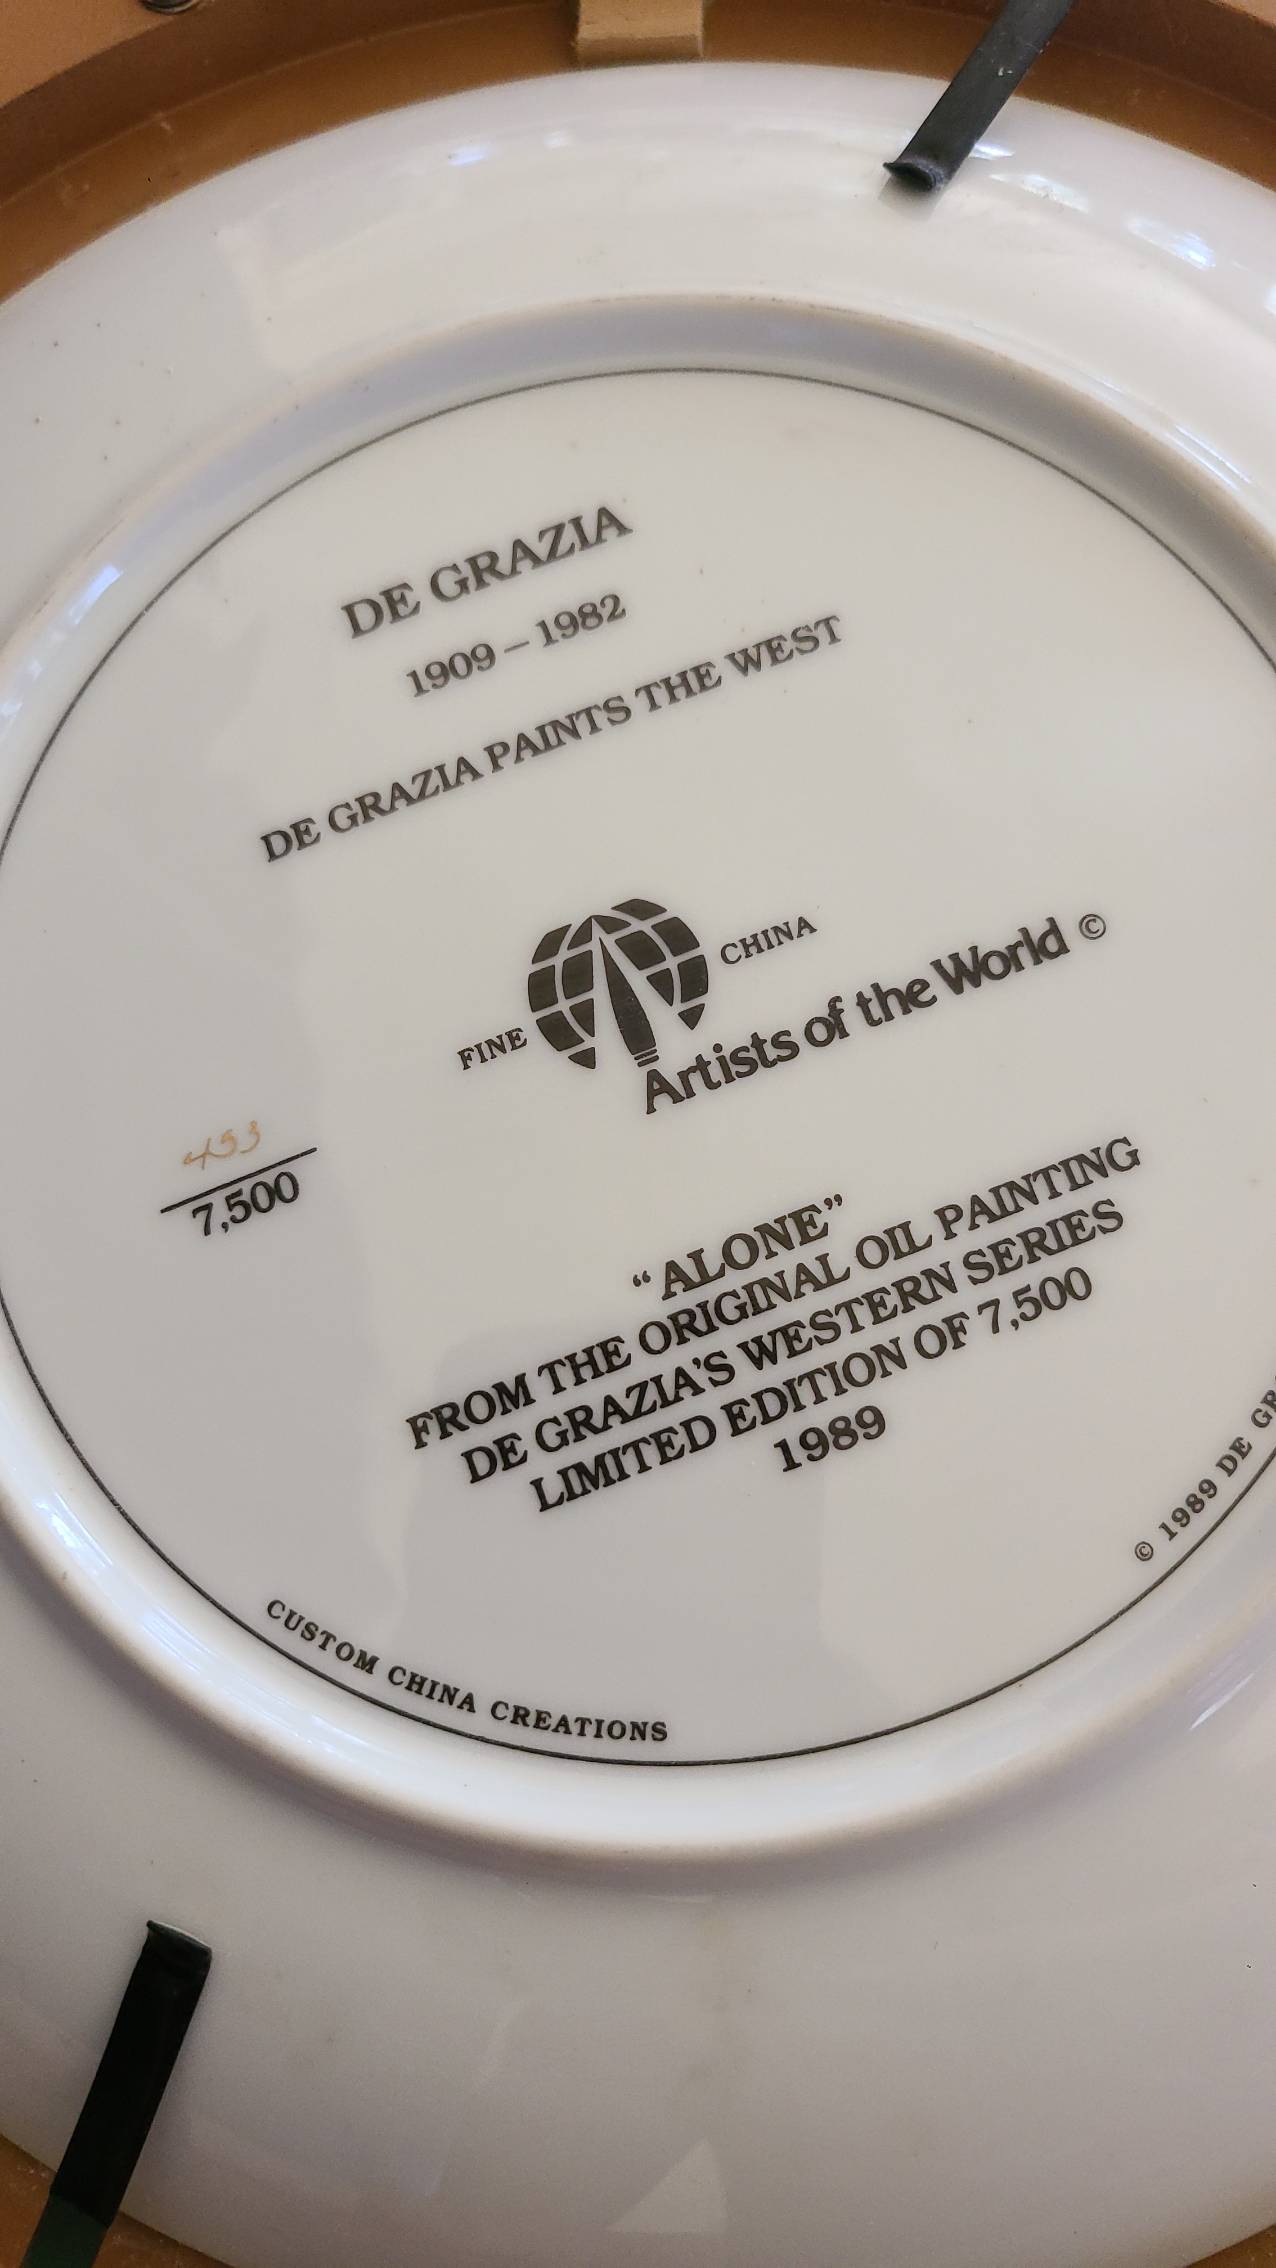 DE GRAZIA
1909 – 1982
DE GRAZIA PAINTS THE WEST
FINE CHINA
Artists of the World ©
453
7,500
“ALONE”
FROM THE ORIGINAL OIL PAINTING
DE GRAZIA'S WESTERN SERIES
LIMITED EDITION OF 7,500
1989
CUSTOM CHINA CREATIONS
© 1989 DE